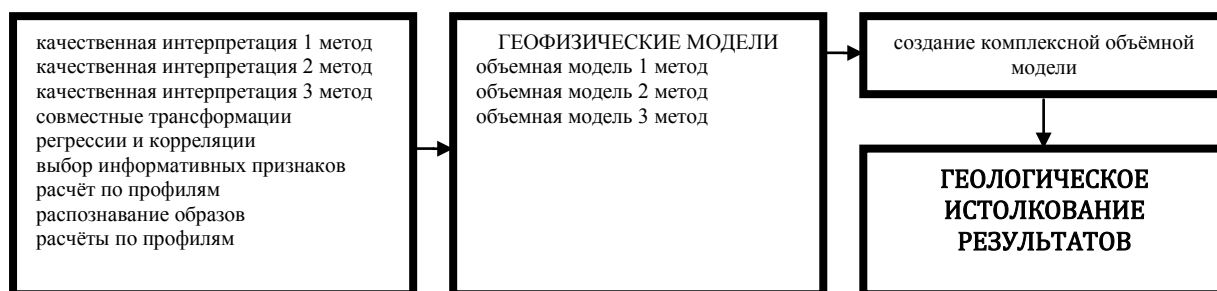 качественная интерпретация 1 метод
качественная интерпретация 2 метод
качественная интерпретация 3 метод
совместные трансформации
регрессии и корреляции
выбор информативных признаков
расчёт по профилям
распознавание образов
расчёты по профилям
ГЕОФИЗИЧЕСКИЕ МОДЕЛИ
объемная модель 1 метод
объемная модель 2 метод
объемная модель 3 метод
создание комплексной объёмной
модели
ГЕОЛОГИЧЕСКОЕ
ИСТОЛКОВАНИЕ
РЕЗУЛЬТАТОВ